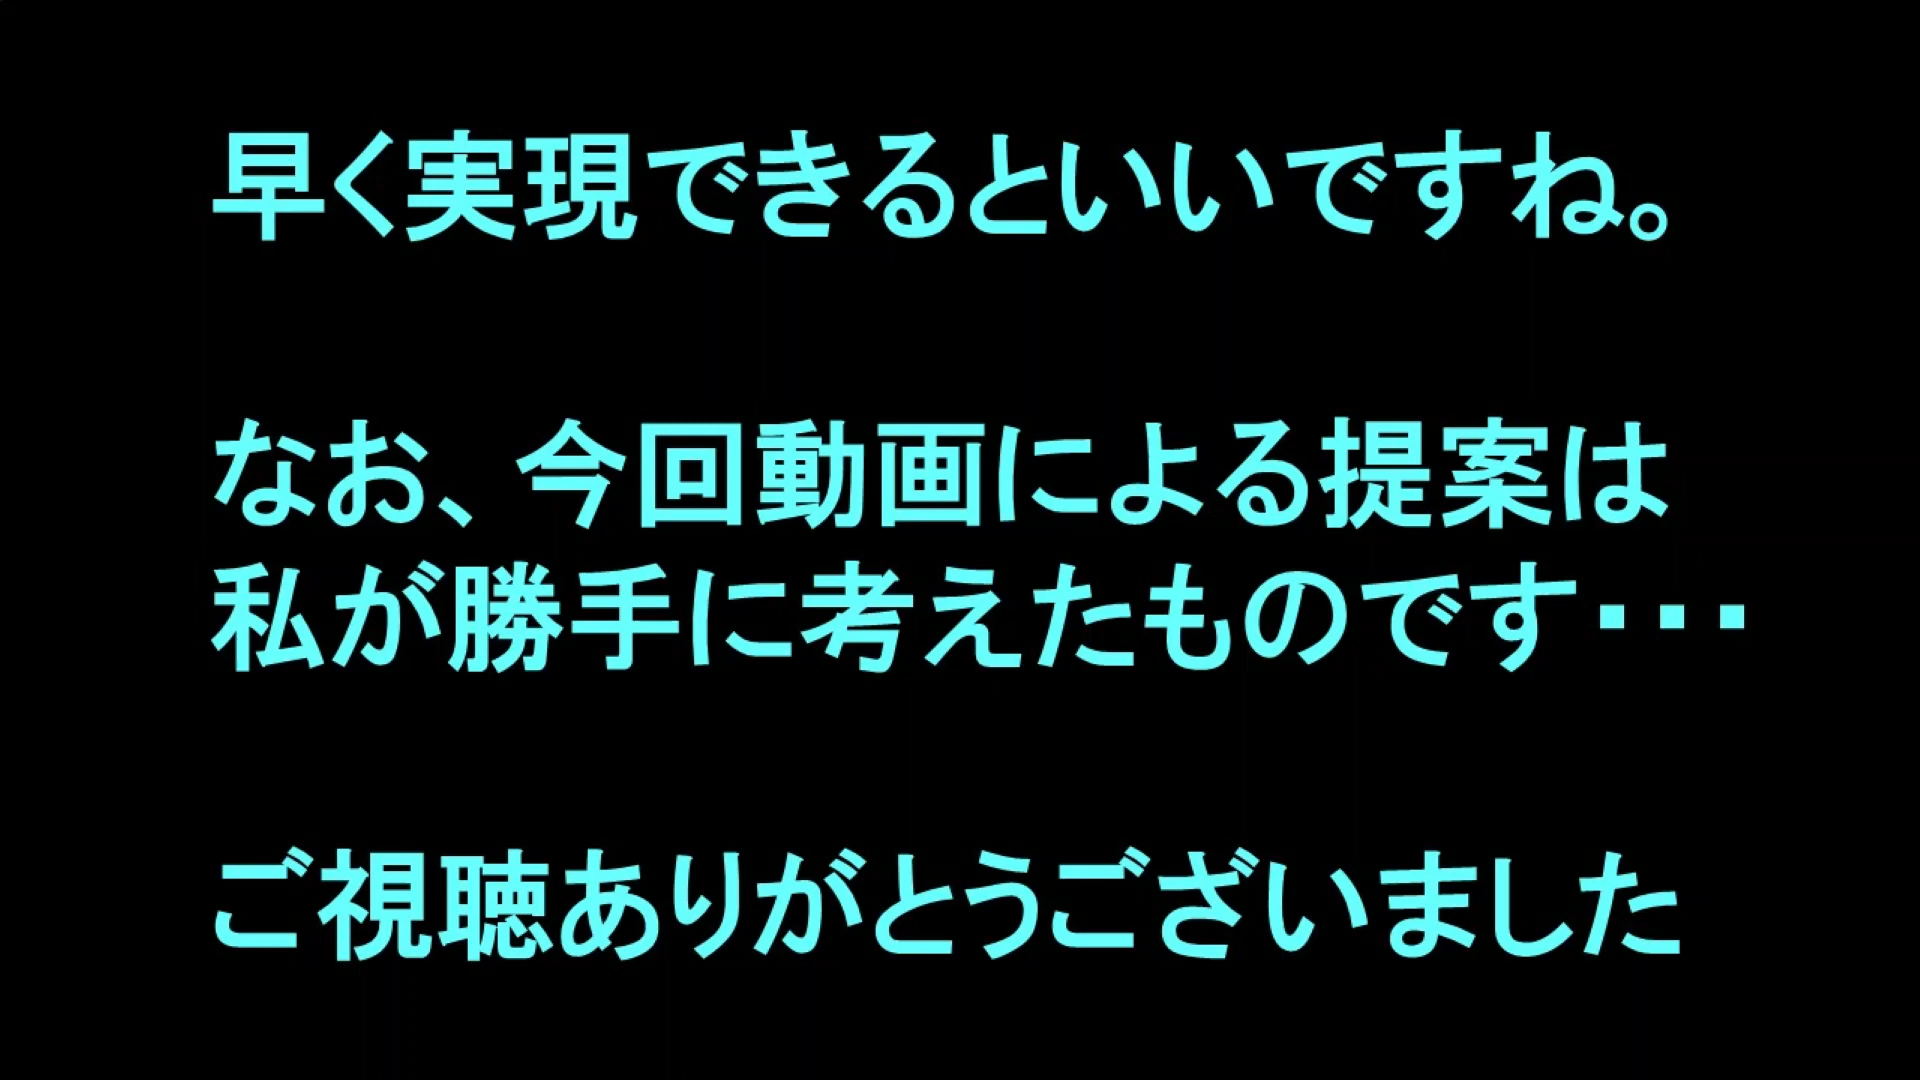 早く実現できるといいですね。
なお、今回動画による提案は
私が勝手に考えたものです・・・
ご視聴ありがとうございました